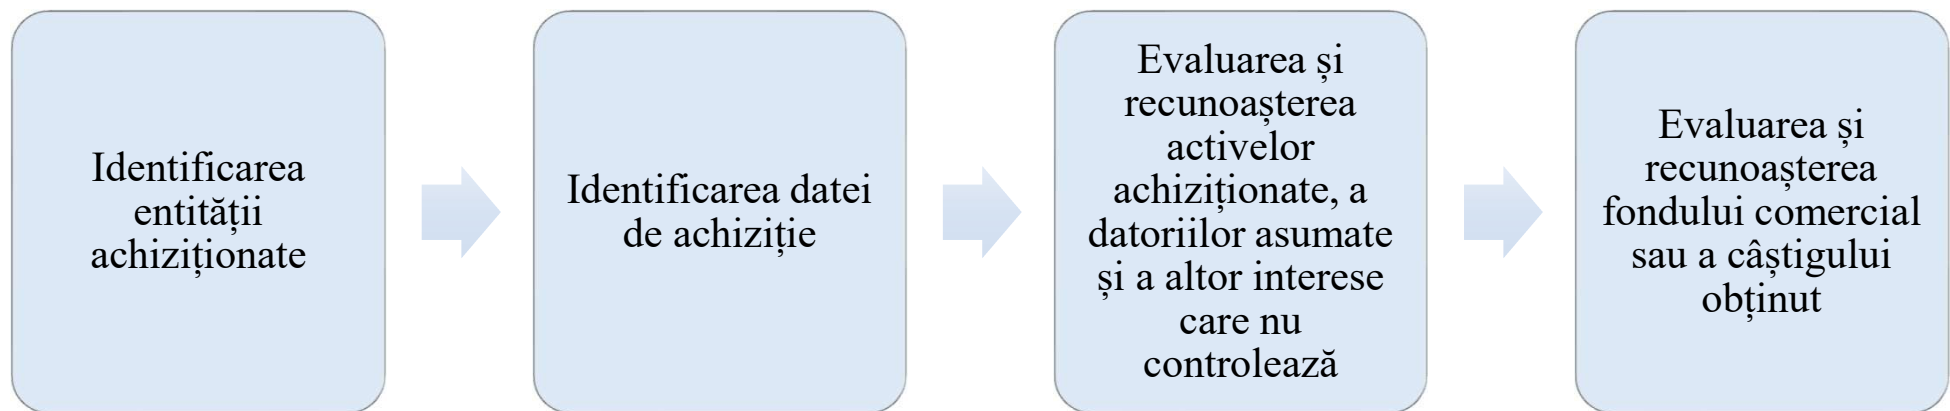 Identificarea
entității
achiziționate
Identificarea datei
de achiziție
Evaluarea și
recunoașterea
activelor
achiziționate, a
datoriilor asumate
și a altor interese
care nu
controlează
Evaluarea și
recunoașterea
fondului comercial
sau a câștigului
obținut